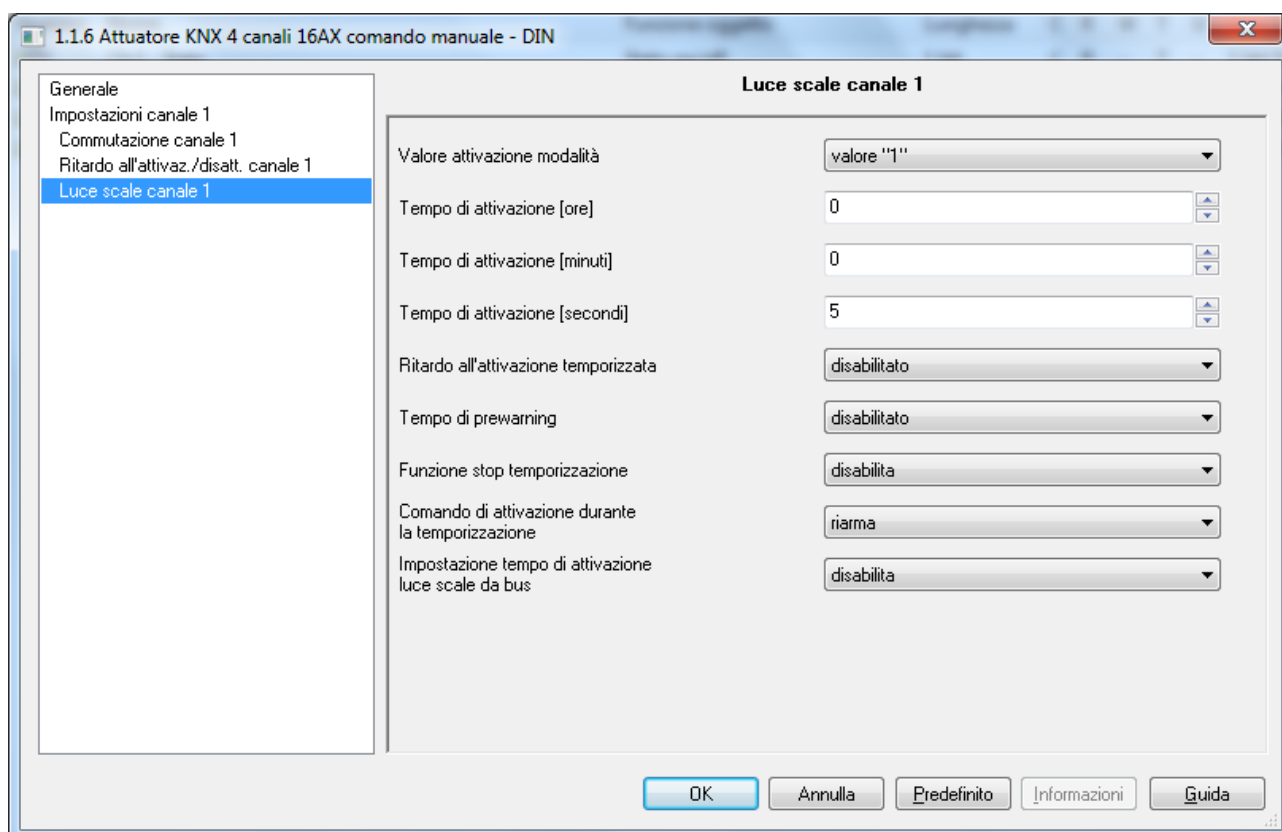 1.1.6 Attuatore KNX 4 canali 16AX comando manuale - DIN
Generale
Impostazioni canale 1
Commutazione canale 1
Ritardo all'attivaz./disatt. canale 1
Luce scale canale 1
Luce scale canale 1
Valore attivazione modalità
valore "1"
Tempo di attivazione [ore]
0
Tempo di attivazione [minuti]
0
Tempo di attivazione [secondi]
5
Ritardo all'attivazione temporizzata
disabilitato
Tempo di prewarning
disabilitato
Funzione stop temporizzazione
disabilita
Comando di attivazione durante
la temporizzazione
riarma
Impostazione tempo di attivazione
luce scale da bus
disabilita
OK
Annulla
Predefinito
Informazioni
Guida